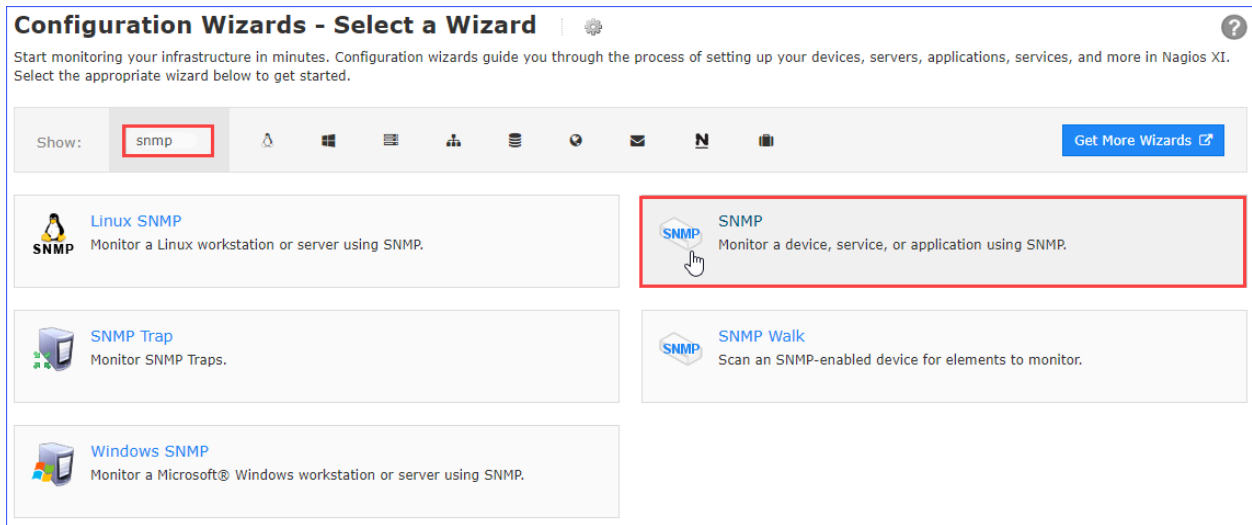 Configuration Wizards - Select a Wizard
?
Start monitoring your infrastructure in minutes. Configuration wizards guide you through the process of setting up your devices, servers, applications, services, and more in Nagios XI.
Select the appropriate wizard below to get started.
Show: snmp N Get More Wizards
SNMP
Linux SNMP
Monitor a Linux workstation or server using SNMP.
SNMP
SNMP
Monitor a device, service, or application using SNMP.
SNMP Trap
Monitor SNMP Traps.
SNMP
SNMP Walk
Scan an SNMP-enabled device for elements to monitor.
Windows SNMP
Monitor a Microsoft® Windows workstation or server using SNMP.